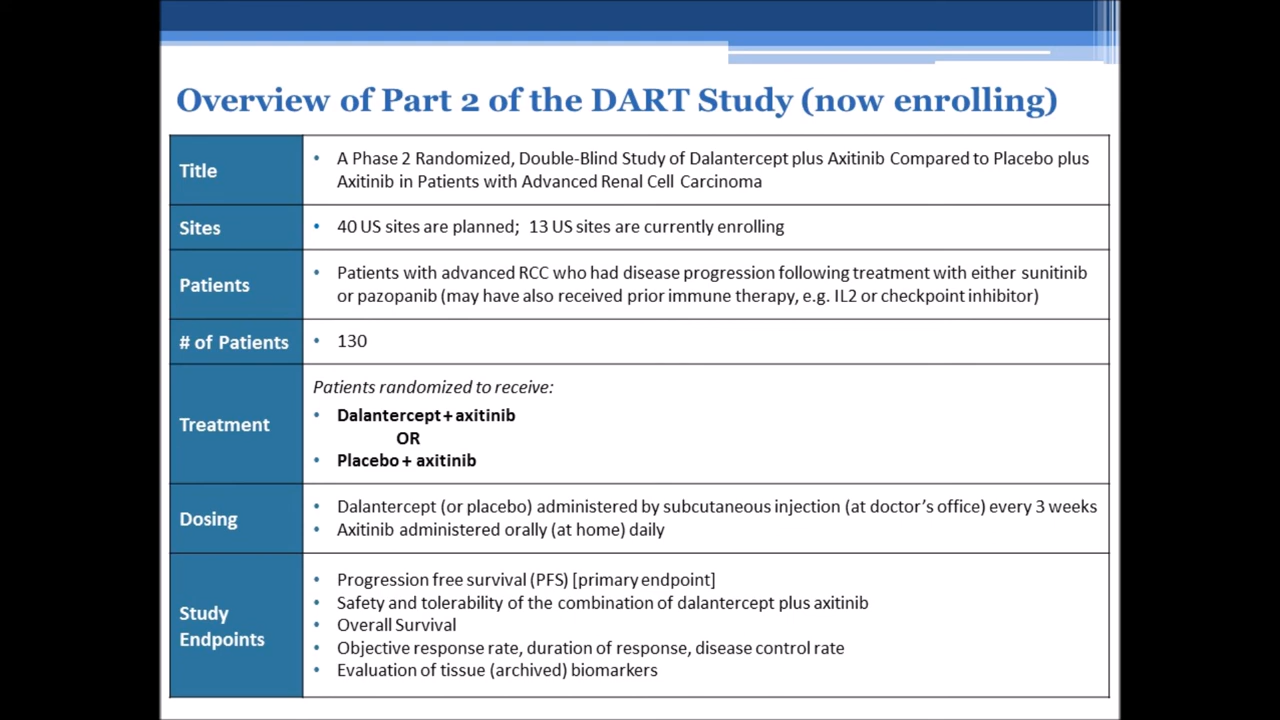 Overview of Part 2 of the DART Study (now enrolling)
Title
• A Phase 2 Randomized, Double-Blind Study of Dalantercept plus Axitinib Compared to Placebo plus
Axitinib in Patients with Advanced Renal Cell Carcinoma
Sites
• 40 US sites are planned; 13 US sites are currently enrolling
Patients
• Patients with advanced RCC who had disease progression following treatment with either sunitinib
or pazopanib (may have also received prior immune therapy, e.g. IL2 or checkpoint inhibitor)
# of Patients
• 130
Treatment
Patients randomized to receive:
• Dalantercept + axitinib
OR
• Placebo + axitinib
Dosing
• Dalantercept (or placebo) administered by subcutaneous injection (at doctor's office) every 3 weeks
• Axitinib administered orally (at home) daily
Study
Endpoints
• Progression free survival (PFS) [primary endpoint]
• Safety and tolerability of the combination of dalantercept plus axitinib
• Overall Survival
• Objective response rate, duration of response, disease control rate
• Evaluation of tissue (archived) biomarkers